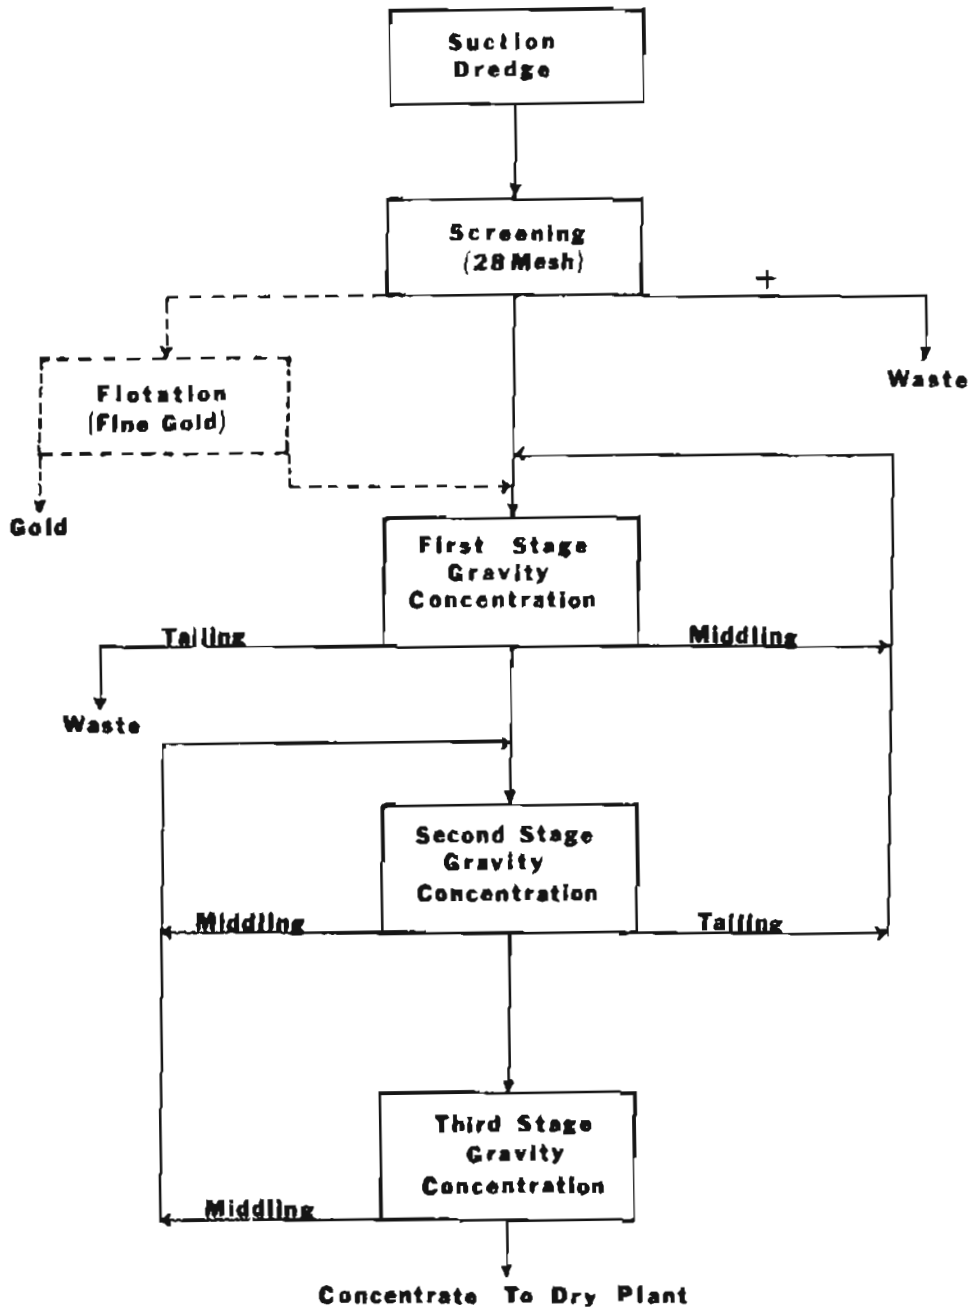 Suction
Dredge
Screening
(28 Mesh)
+
Waste
Flotation
(Fine Gold)
Gold
First Stage
Gravity
Concentration
Tailing
Middling
Waste
Second Stage
Gravity
Concentration
Middling
Tailing
Third Stage
Gravity
Concentration
Middling
Concentrate To Dry Plant